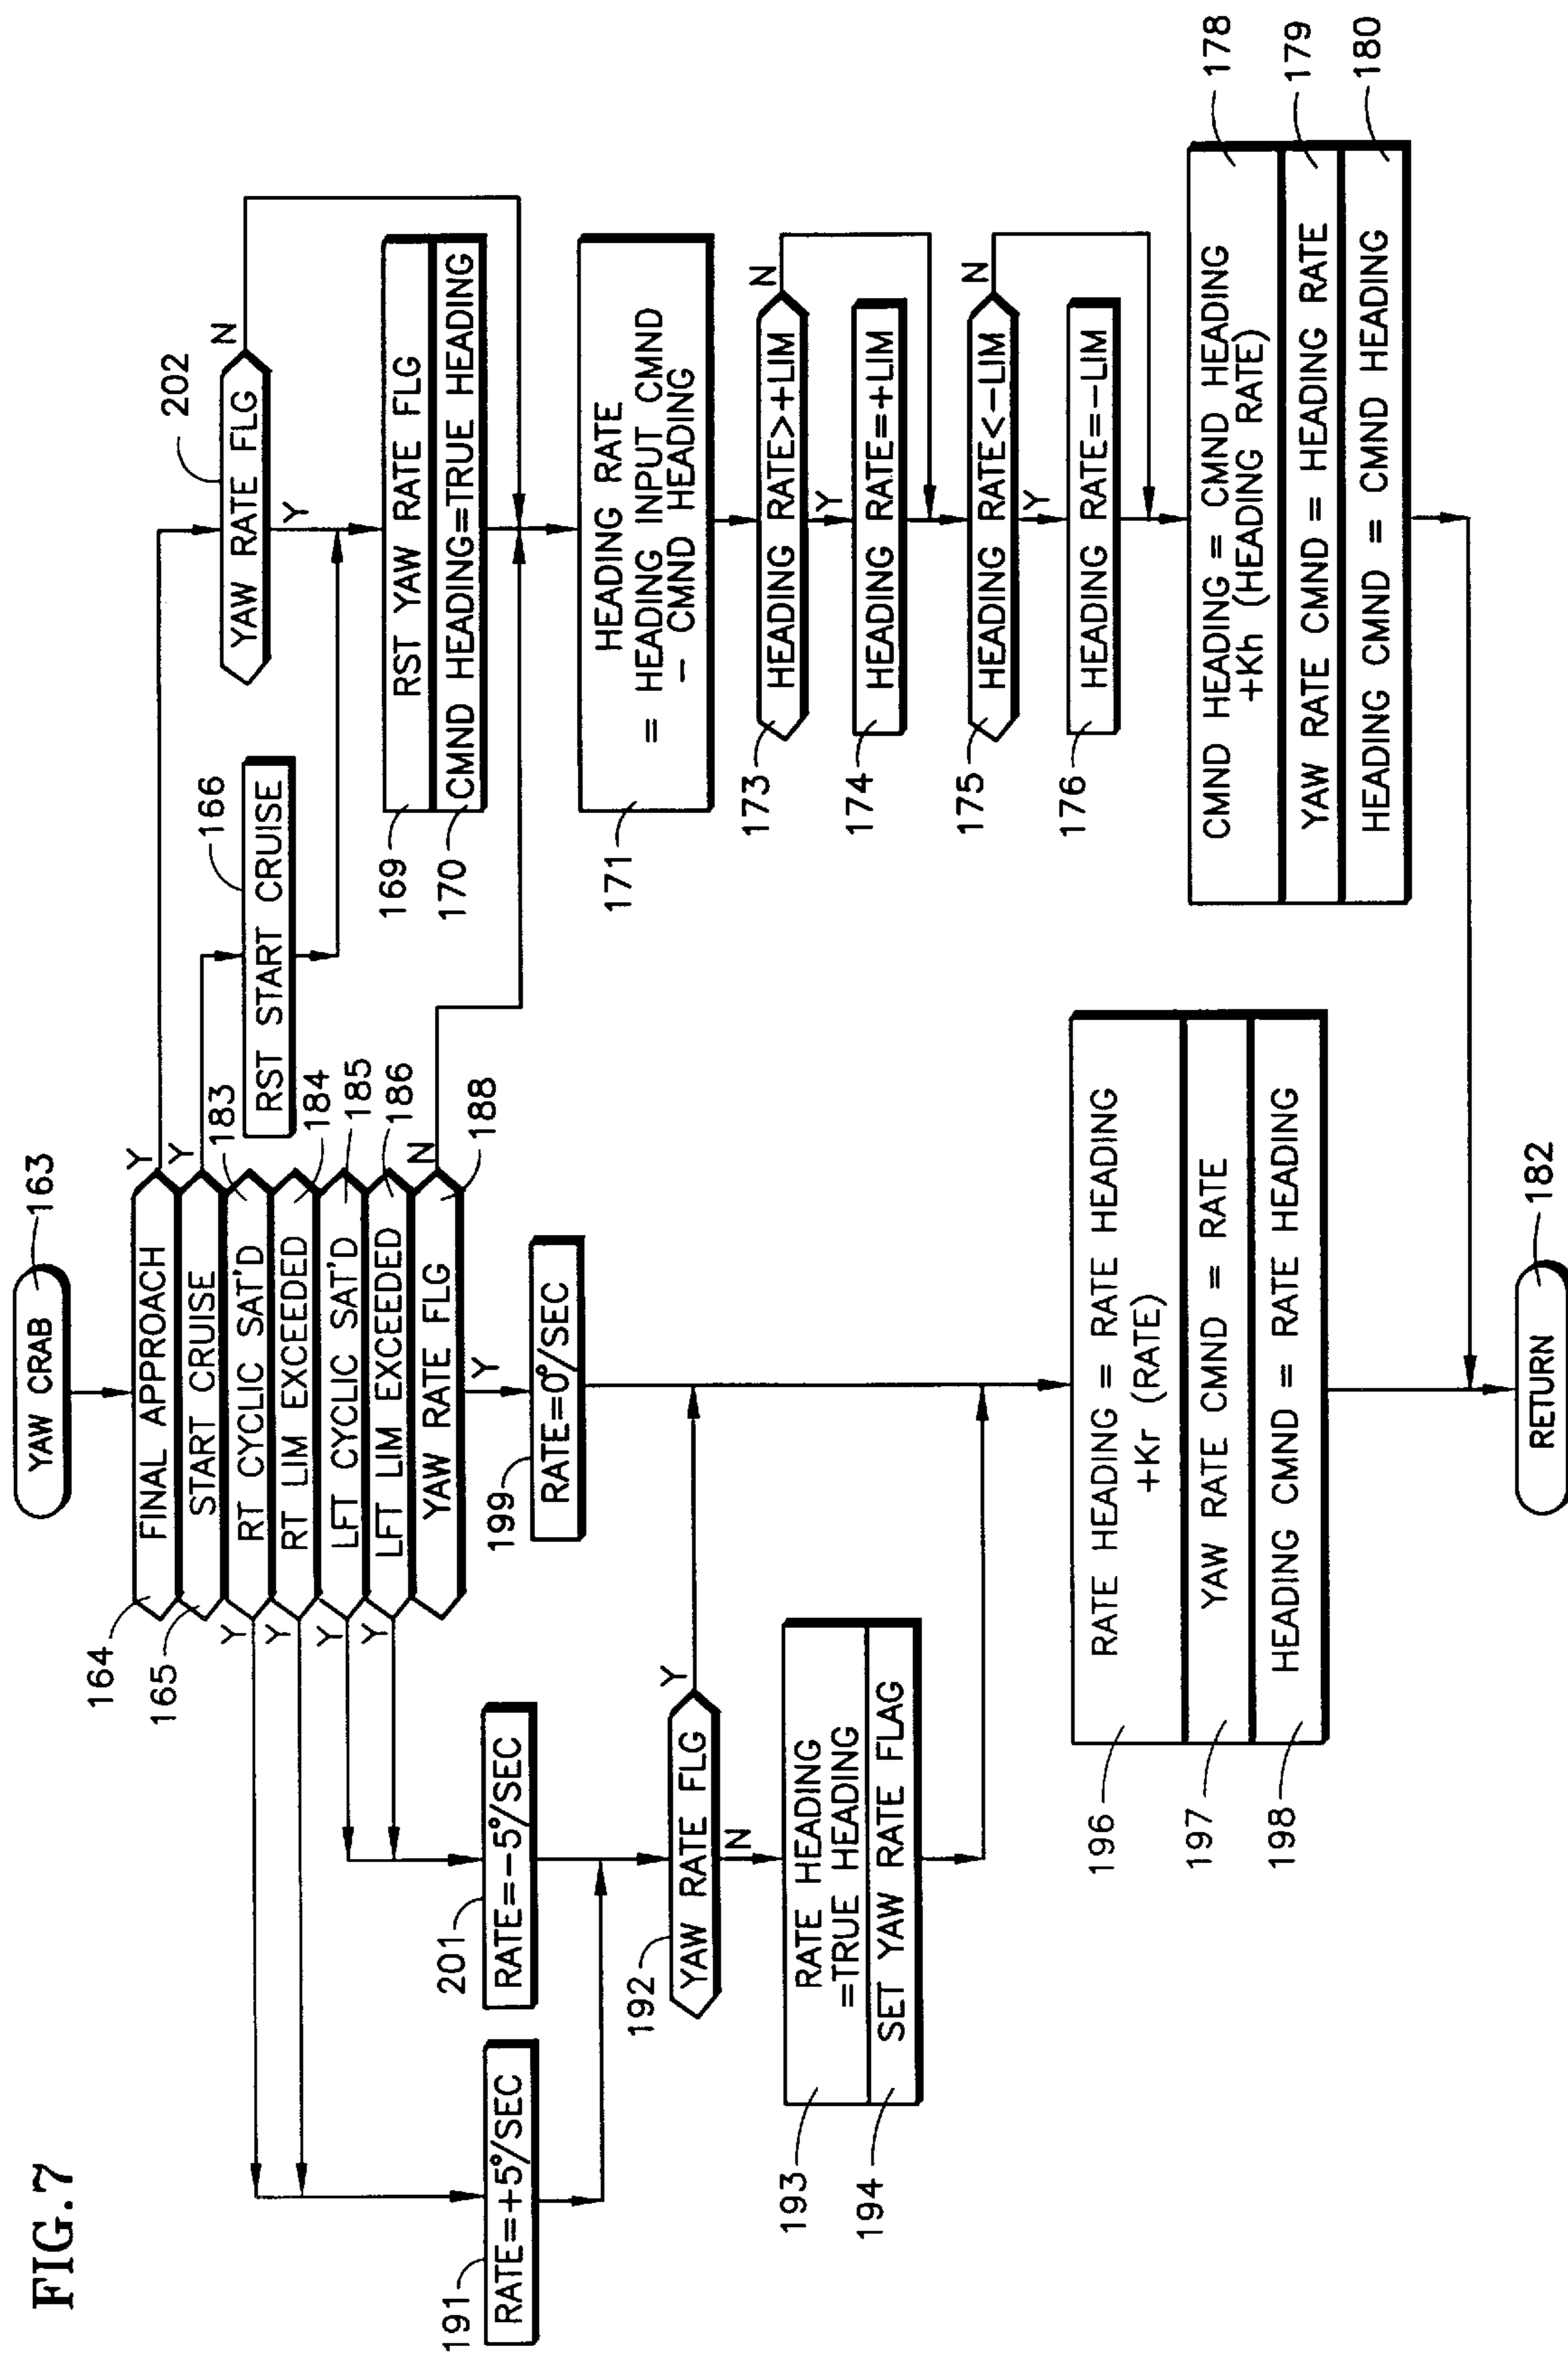 FIG.7
YAW CRAB
163
164
FINAL APPROACH
Y
165
START CRUISE
Y
Y
RT CYCLIC SAT'D
183
Y
RT LIM EXCEEDED
184
Y
LFT CYCLIC SAT'D
185
Y
LFT LIM EXCEEDED
186
YAW RATE FLG
188
N
Y
166
RST START CRUISE
202
YAW RATE FLG
N
Y
169
RST YAW RATE FLG
170
CMND HEADING=TRUE HEADING
191
RATE=+5°/SEC
201
RATE=-5°/SEC
199
RATE=0°/SEC
171
HEADING RATE
= HEADING INPUT CMND
- CMND HEADING
192
YAW RATE FLG
Y
N
173
HEADING RATE>+LIM
N
Y
193
RATE HEADING
=TRUE HEADING
194
SET YAW RATE FLAG
174
HEADING RATE=+LIM
175
HEADING RATE<-LIM
N
Y
176
HEADING RATE=-LIM
196
RATE HEADING = RATE HEADING
+Kr (RATE)
197
YAW RATE CMND = RATE
198
HEADING CMND = RATE HEADING
CMND HEADING = CMND HEADING
+Kh (HEADING RATE)
178
YAW RATE CMND = HEADING RATE
179
HEADING CMND = CMND HEADING
180
RETURN
182